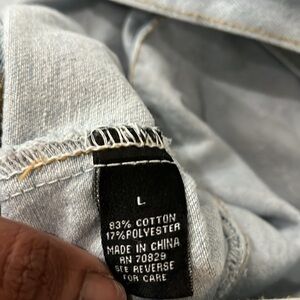 L
83% COTTON
17%POLYESTER
MADE IN CHINA
RN 70829
SEE REVERSE
FOR CARE